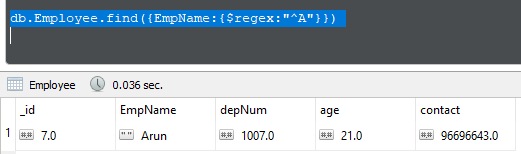 db.Employee.find({EmpName:{$regex:"^A"}})
Employee 0.036 sec.
_id EmpName depNum age contact
1 ## 7.0 "" Arun ## 1007.0 ## 21.0 ## 96696643.0